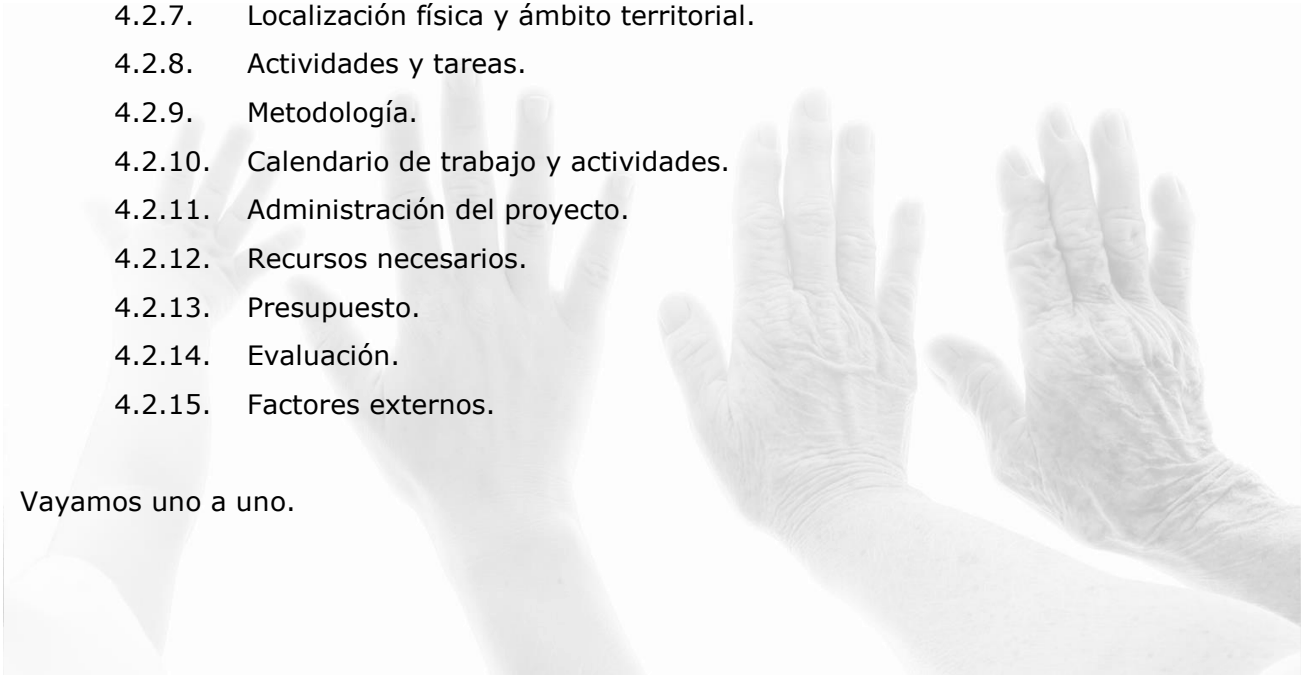 4.2.7. Localización física y ámbito territorial.
4.2.8. Actividades y tareas.
4.2.9. Metodología.
4.2.10. Calendario de trabajo y actividades.
4.2.11. Administración del proyecto.
4.2.12. Recursos necesarios.
4.2.13. Presupuesto.
4.2.14. Evaluación.
4.2.15. Factores externos.
Vayamos uno a uno.